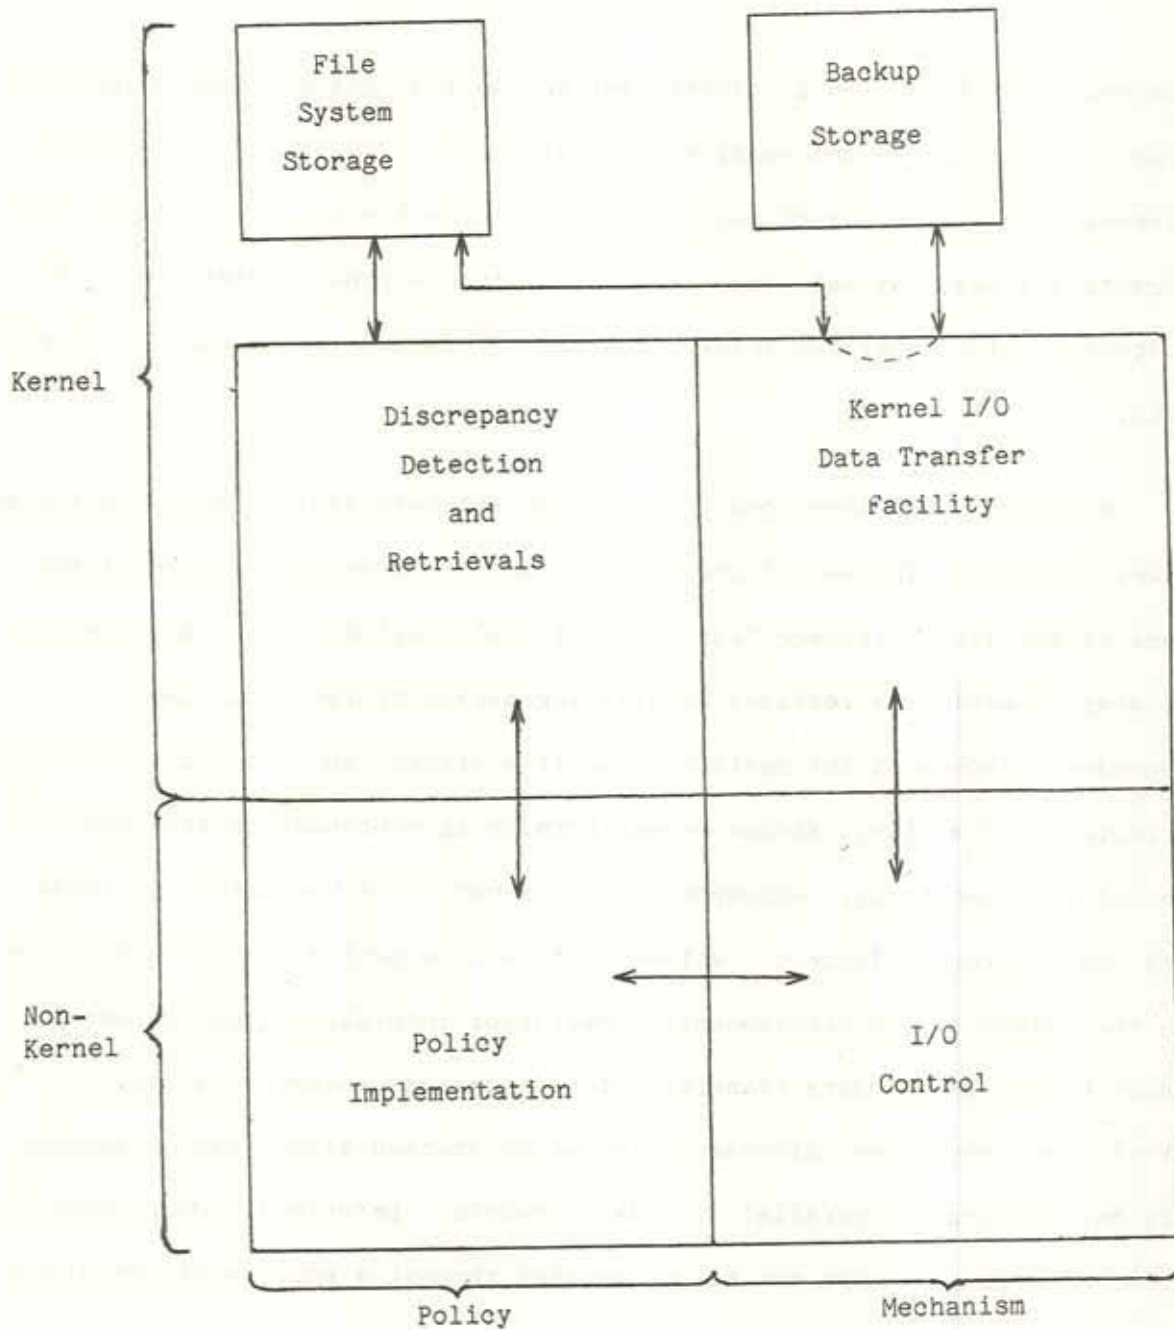 File
System
Storage
Backup
Storage
Kernel
Discrepancy
Detection
and
Retrievals
Kernel I/O
Data Transfer
Facility
Non-
Kernel
Policy
Implementation
I/O
Control
Policy
Mechanism